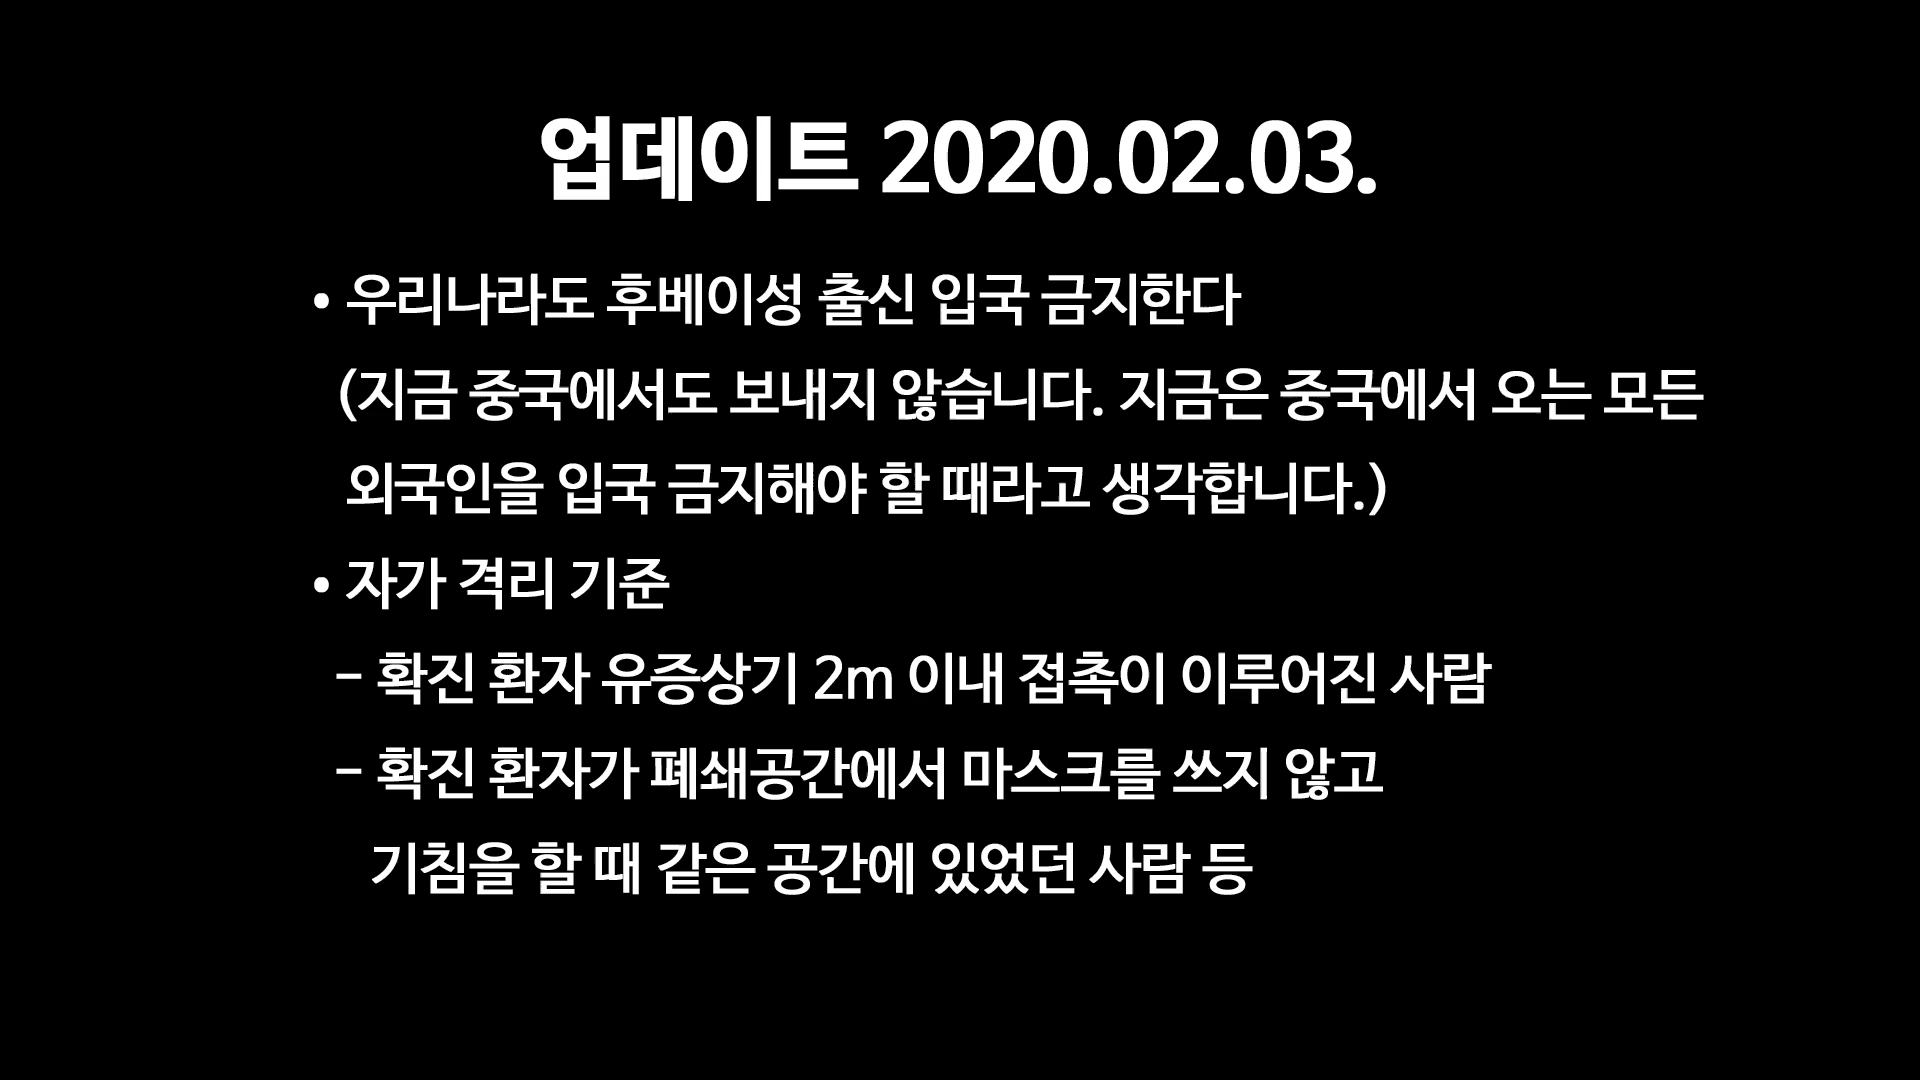 업데이트 2020.02.03.
• 우리나라도 후베이성 출신 입국 금지한다
(지금 중국에서도 보내지 않습니다. 지금은 중국에서 오는 모든
외국인을 입국 금지해야 할 때라고 생각합니다.)
• 자가 격리 기준
– 확진 환자 유증상기 2m 이내 접촉이 이루어진 사람
– 확진 환자가 폐쇄공간에서 마스크를 쓰지 않고
기침을 할 때 같은 공간에 있었던 사람 등